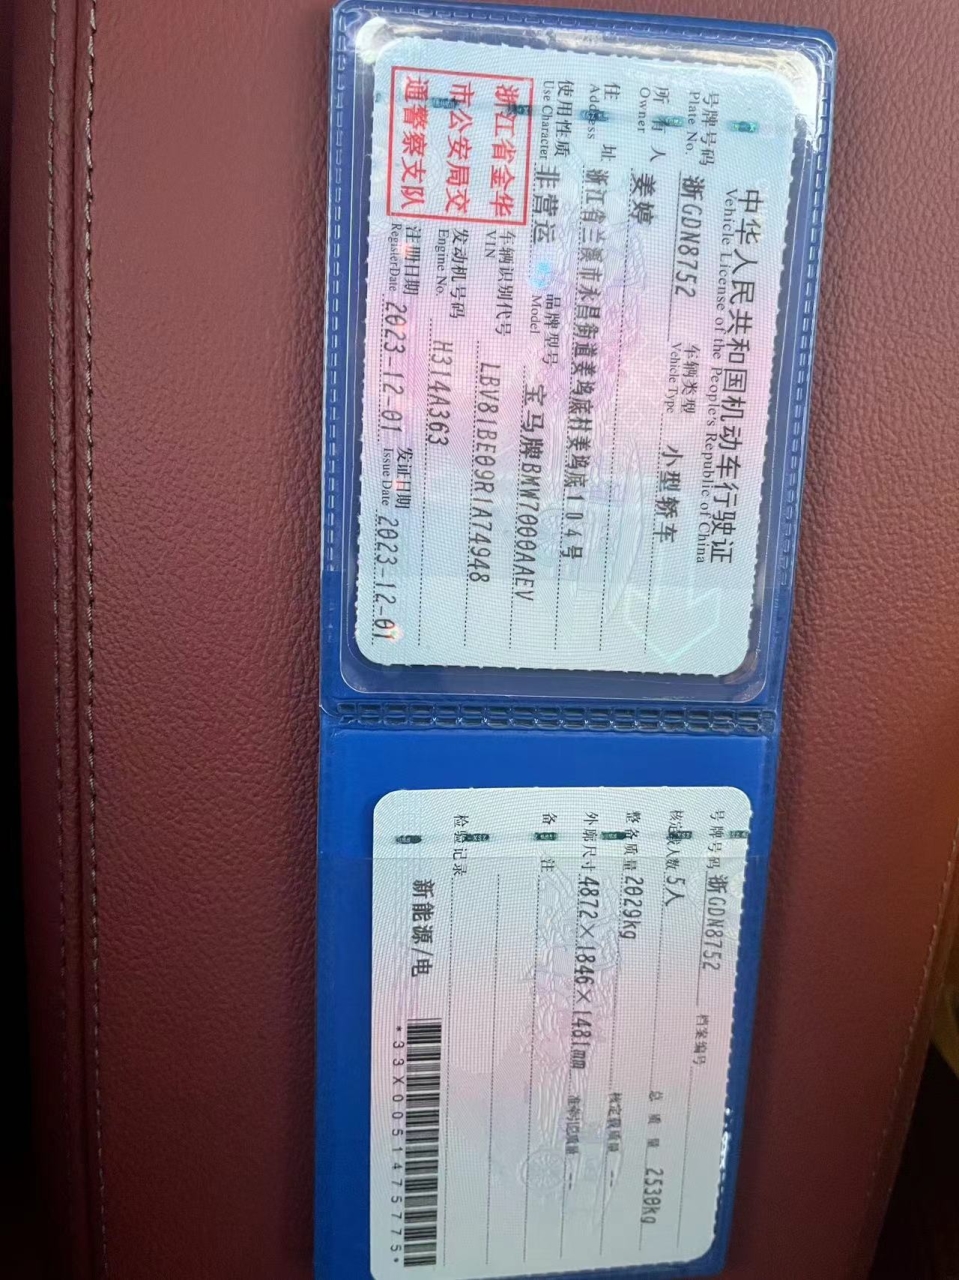 中华人民共和国机动车行驶证
Vehicle License of the People's Republic of China
号牌号码 浙GDN8752 车辆类型 小型轿车
Plate No. Vehicle Type
所有人 姜婷
Owner
住址 浙江省兰溪市永昌街道姜坞底村姜坞底104号
Address
使用性质 非营运 品牌型号 宝马牌BMW7000AAEV
Use Character Model
浙江省金华
市公安局交
通警察支队
车辆识别代号 LBV81BE09R1A74948
VIN
发动机号码 H314A363
Engine No.
注册日期 2023-12-01 发证日期 2023-12-01
Register Date Issue Date
号牌号码 浙GDN8752 档案编号
核定载人数 5人 总质量 2530kg
整备质量 2029kg 核定载质量 --
外廓尺寸 4872×1846×1481mm 准牵引总质量 --
备注
检验记录
新能源/电
*33X0051475775*